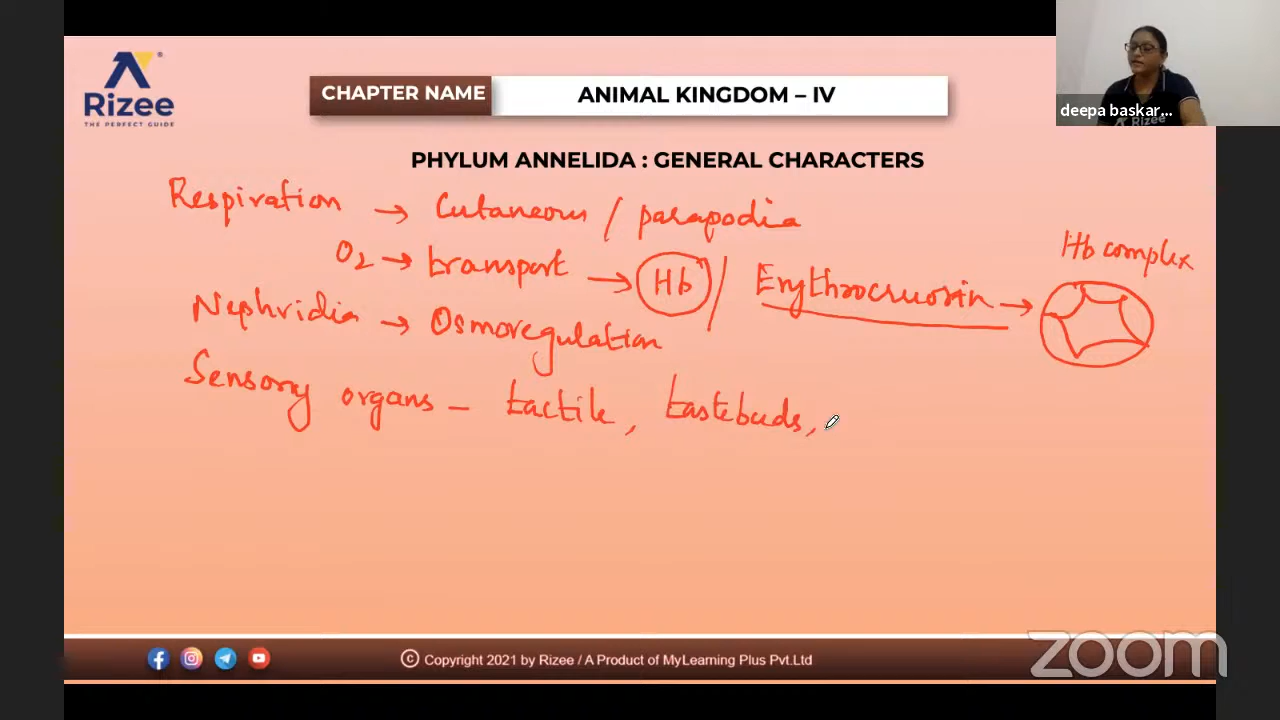 Rizee
THE PERFECT GUIDE
CHAPTER NAME
ANIMAL KINGDOM – IV
deepa baskar...
Rizee
PHYLUM ANNELIDA : GENERAL CHARACTERS
Respiration → Cutaneous / parapodia
O2 → transport → Hb / Erythrocruorin →
Hb complex
Nephridia → Osmoregulation
Sensory organs – tactile, tastebuds,
© Copyright 2021 by Rizee / A Product of MyLearning Plus Pvt.Ltd
zoom